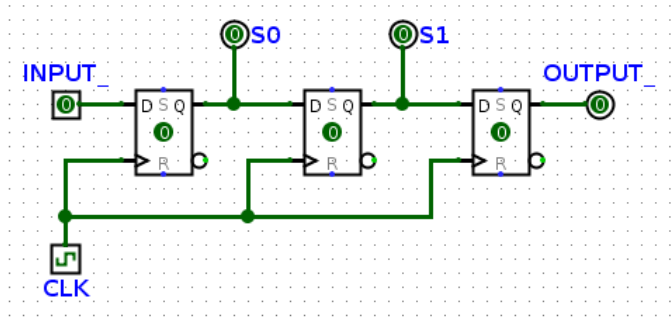 S0 S1
INPUT_ OUTPUT_
0 0
D S Q D S Q D S Q
0 0
0 0 0
R R R
CLK